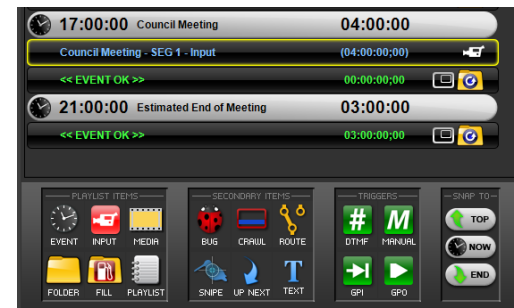 17:00:00 Council Meeting 04:00:00
Council Meeting - SEG 1 - Input (04:00:00;00)
<< EVENT OK >> 00:00:00;00
21:00:00 Estimated End of Meeting 03:00:00
<< EVENT OK >> 03:00:00;00
PLAYLIST ITEMS SECONDARY ITEMS TRIGGERS SNAP TO
# M TOP
EVENT INPUT MEDIA BUG CRAWL ROUTE DTMF MANUAL
NOW
T
FOLDER FILL PLAYLIST SNIPE UP NEXT TEXT GPI GPO END